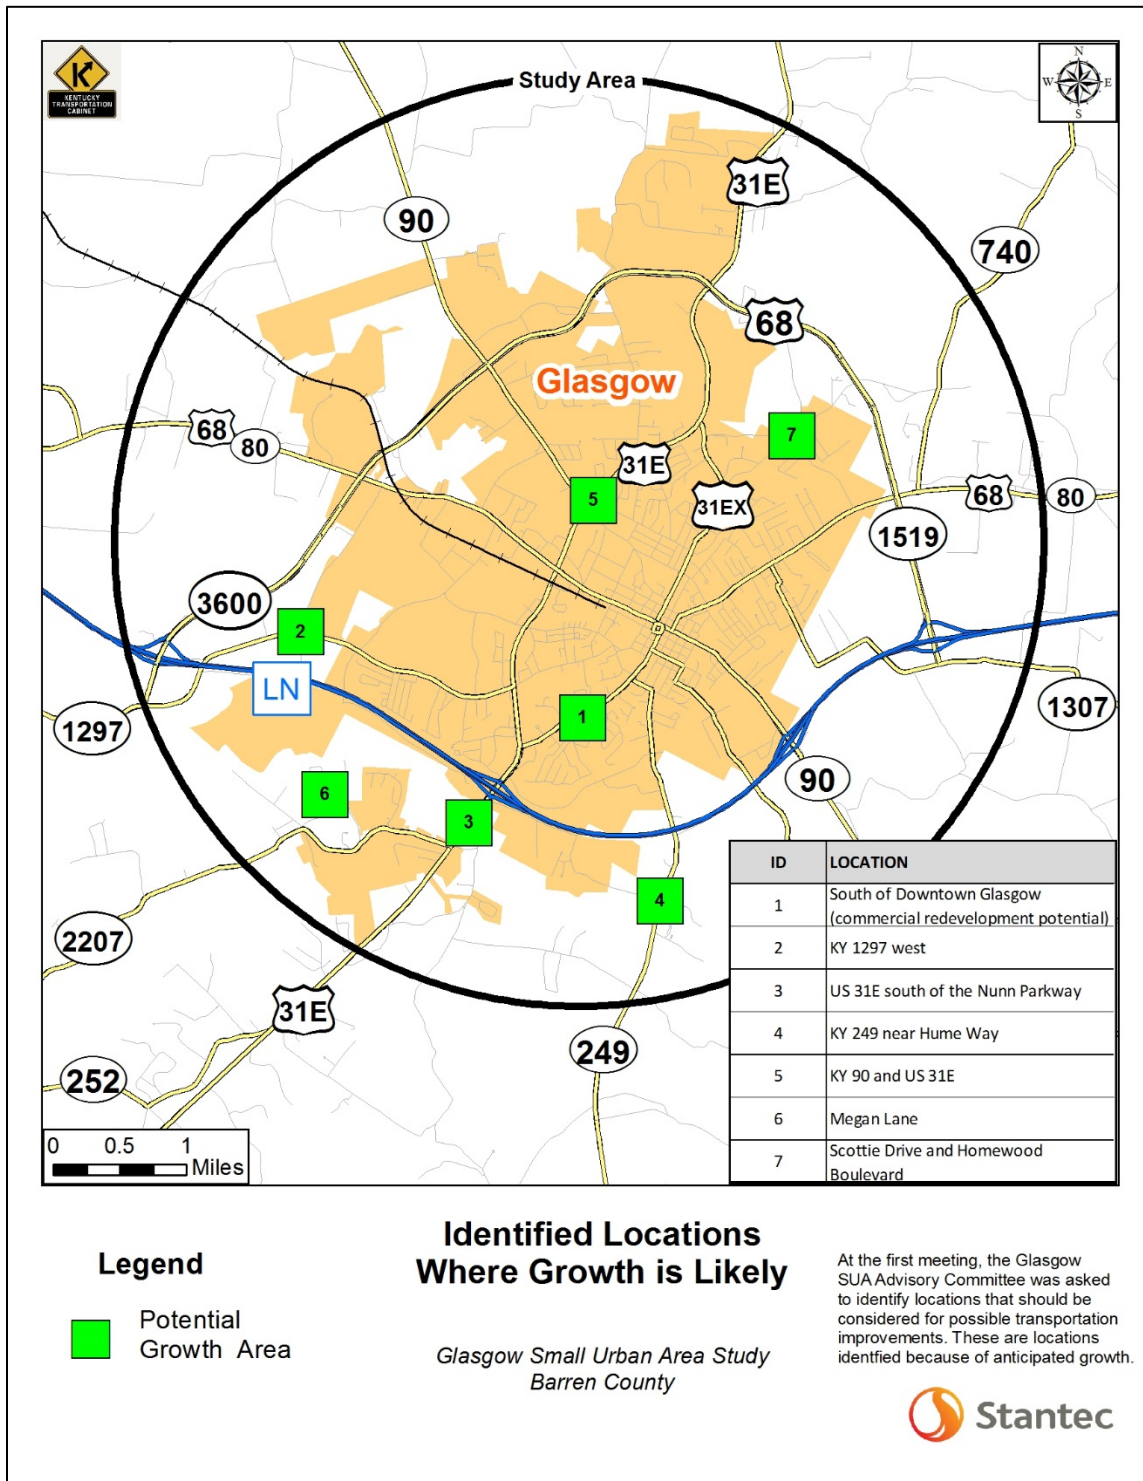 KENTUCKY
TRANSPORTATION
CABINET
Study Area
N
W E
S
31E
90
740
68
Glasgow
7
68
80
31E
5
31EX
68
80
1519
3600
2
LN
1297
1
1307
90
6
3
4
2207
31E
249
252
ID LOCATION
1 South of Downtown Glasgow
(commercial redevelopment potential)
2 KY 1297 west
3 US 31E south of the Nunn Parkway
4 KY 249 near Hume Way
5 KY 90 and US 31E
6 Megan Lane
7 Scottie Drive and Homewood
Boulevard
0 0.5 1
Miles
Legend
Potential
Growth Area
Identified Locations
Where Growth is Likely
Glasgow Small Urban Area Study
Barren County
At the first meeting, the Glasgow
SUA Advisory Committee was asked
to identify locations that should be
considered for possible transportation
improvements. These are locations
identfied because of anticipated growth.
Stantec